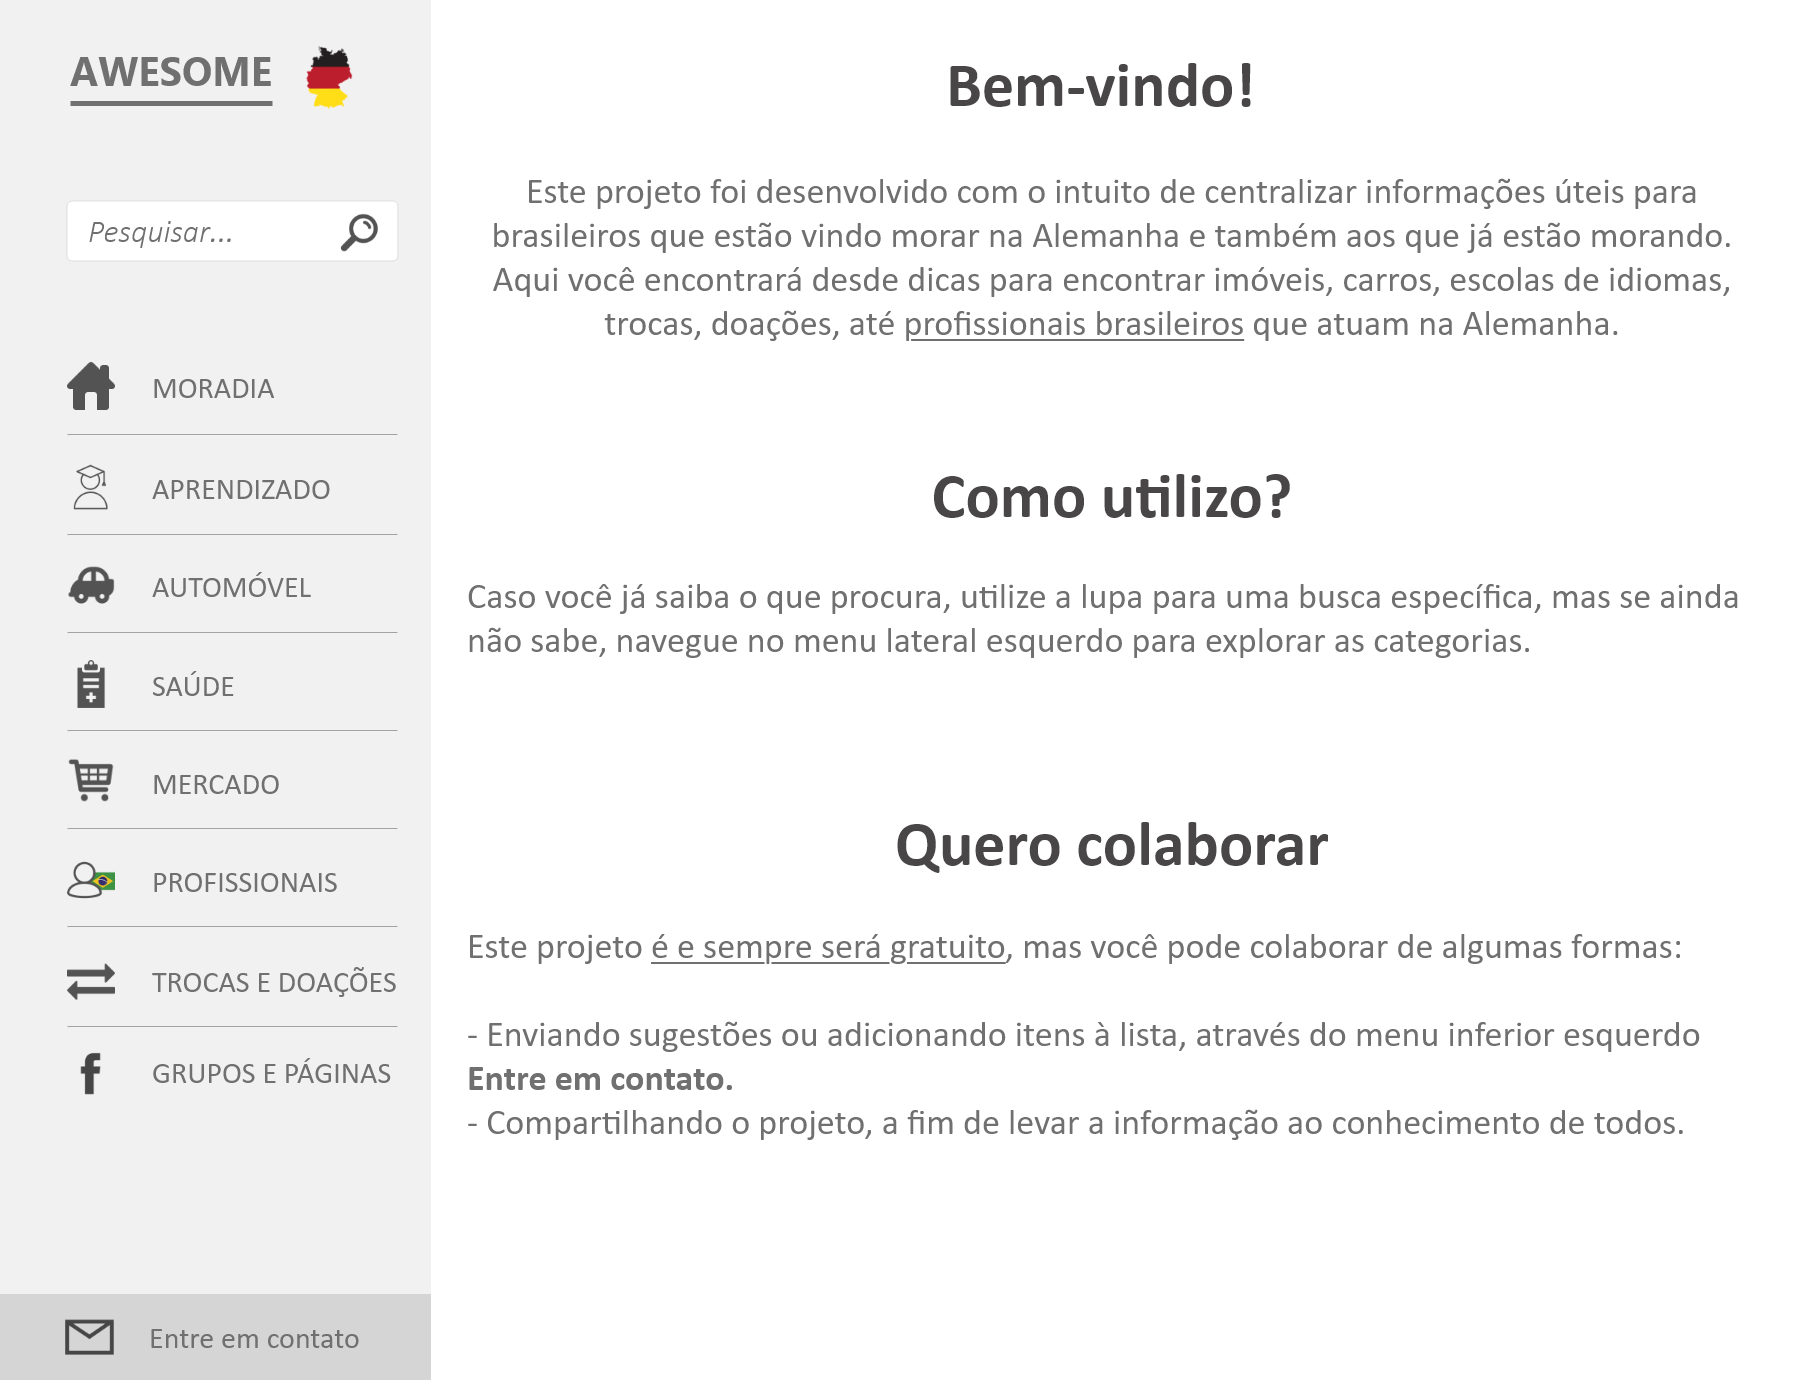 AWESOME
Pesquisar...
MORADIA
APRENDIZADO
AUTOMÓVEL
SAÚDE
MERCADO
PROFISSIONAIS
TROCAS E DOAÇÕES
GRUPOS E PÁGINAS
Entre em contato
Bem-vindo!
Este projeto foi desenvolvido com o intuito de centralizar informações úteis para
brasileiros que estão vindo morar na Alemanha e também aos que já estão morando.
Aqui você encontrará desde dicas para encontrar imóveis, carros, escolas de idiomas,
trocas, doações, até profissionais brasileiros que atuam na Alemanha.
Como utilizo?
Caso você já saiba o que procura, utilize a lupa para uma busca específica, mas se ainda
não sabe, navegue no menu lateral esquerdo para explorar as categorias.
Quero colaborar
Este projeto é e sempre será gratuito, mas você pode colaborar de algumas formas:
- Enviando sugestões ou adicionando itens à lista, através do menu inferior esquerdo
Entre em contato.
- Compartilhando o projeto, a fim de levar a informação ao conhecimento de todos.